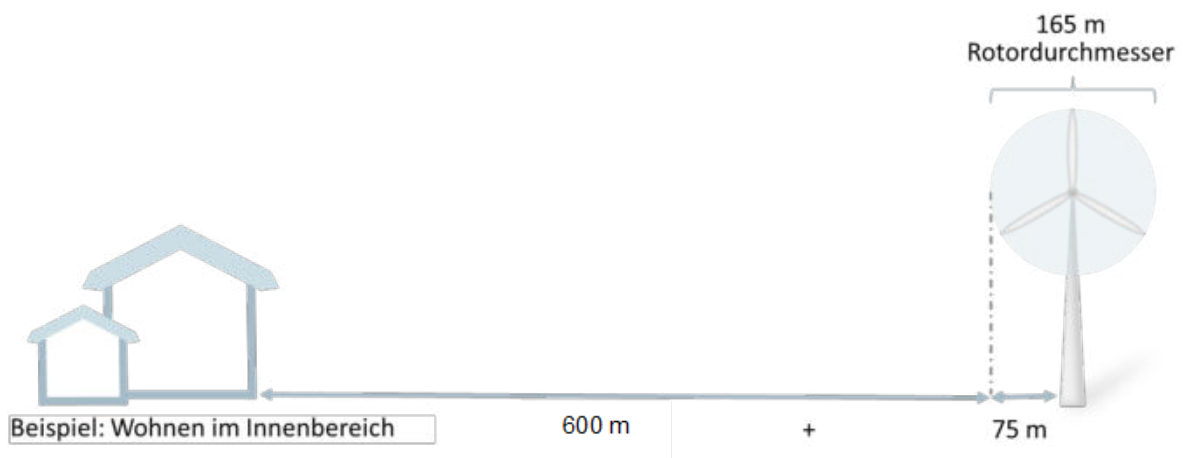 165 m
Rotordurchmesser
Beispiel: Wohnen im Innenbereich
600 m
+
75 m